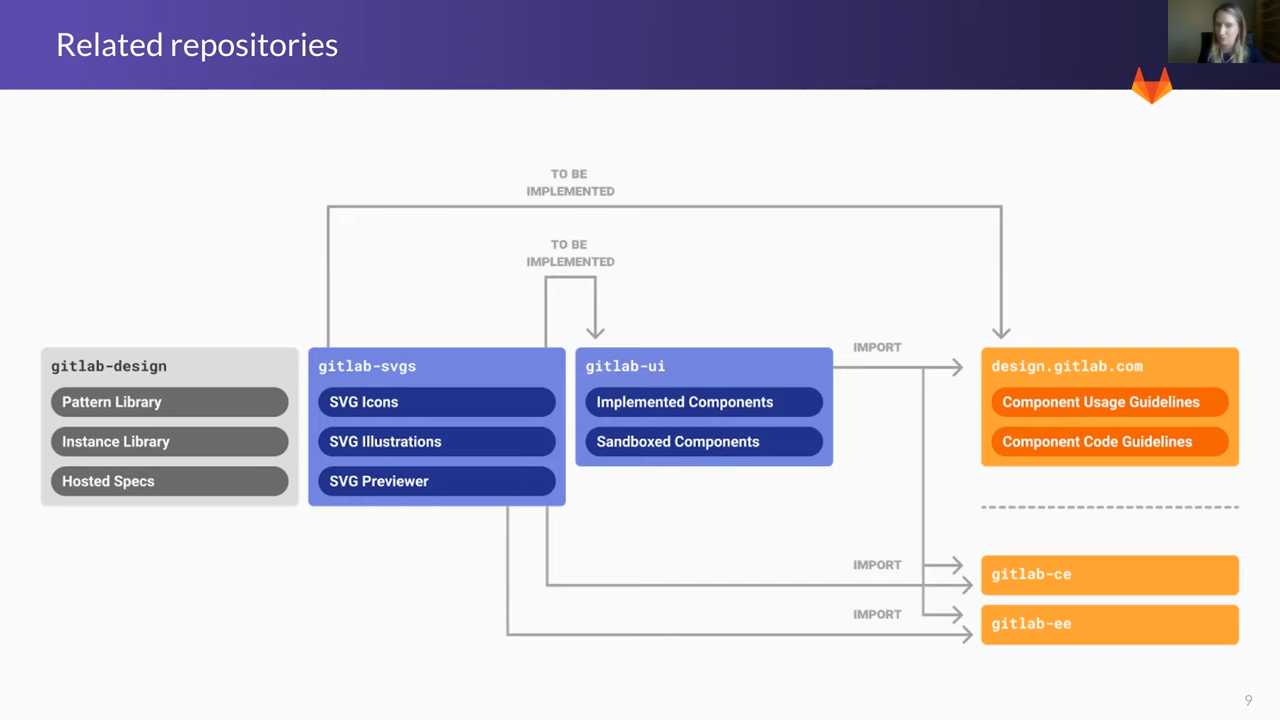 Related repositories
TO BE
IMPLEMENTED
TO BE
IMPLEMENTED
gitlab-design
Pattern Library
Instance Library
Hosted Specs
gitlab-svgs
SVG Icons
SVG Illustrations
SVG Previewer
gitlab-ui
Implemented Components
Sandboxed Components
IMPORT
design.gitlab.com
Component Usage Guidelines
Component Code Guidelines
IMPORT
gitlab-ce
IMPORT
gitlab-ee
9